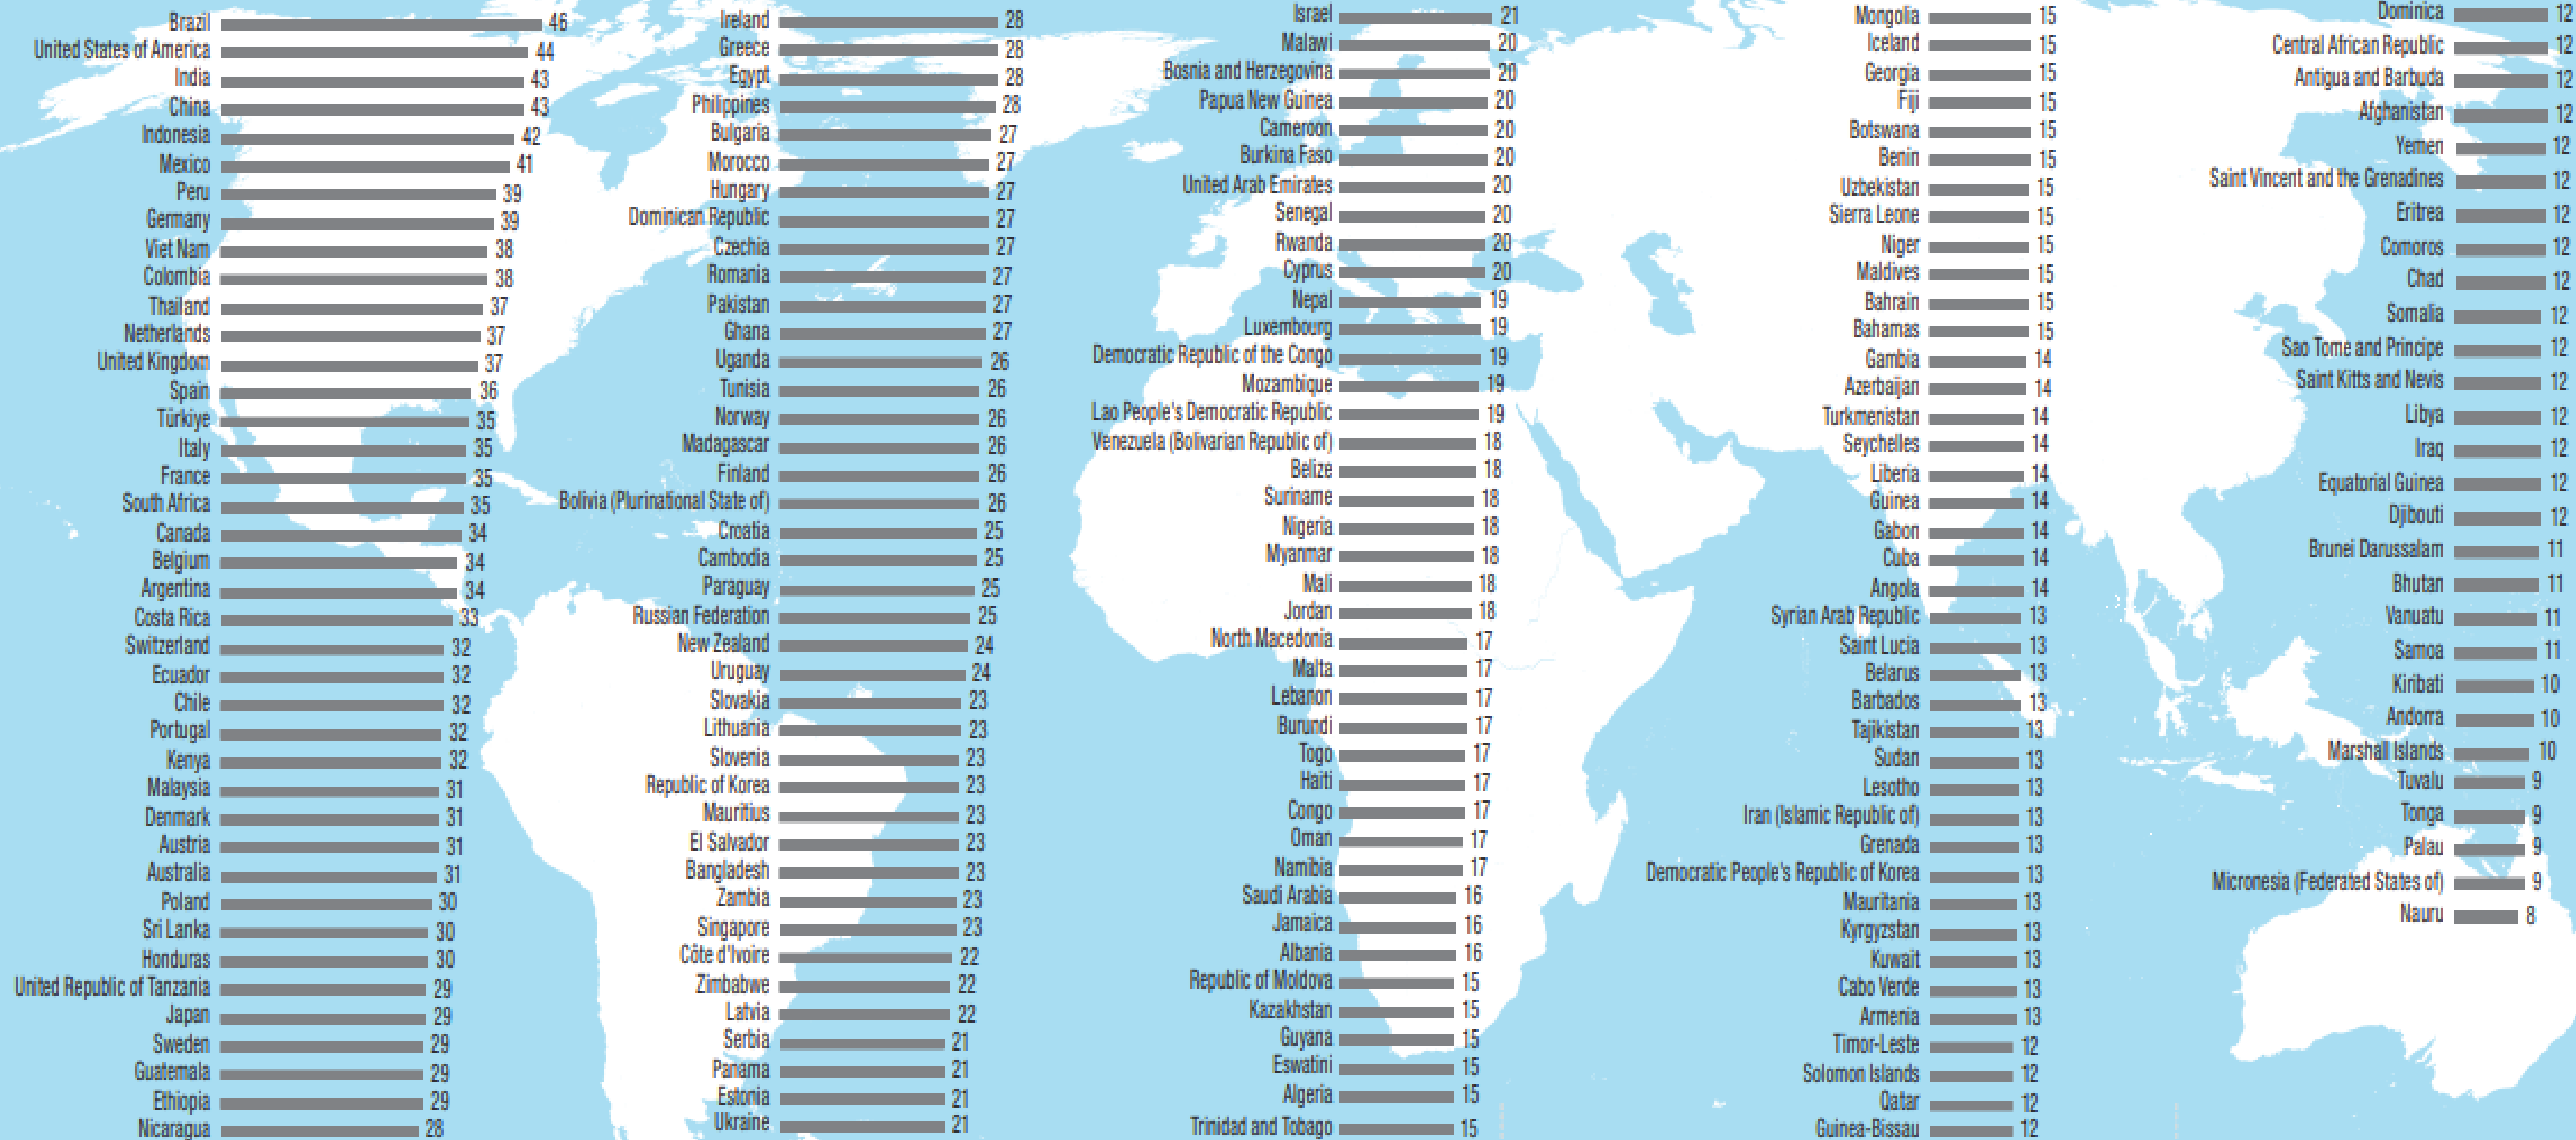 Brazil 46
United States of America 44
India 43
China 43
Indonesia 42
Mexico 41
Peru 39
Germany 39
Viet Nam 38
Colombia 38
Thailand 37
Netherlands 37
United Kingdom 37
Spain 36
Türkiye 35
Italy 35
France 35
South Africa 35
Canada 34
Belgium 34
Argentina 34
Costa Rica 33
Switzerland 32
Ecuador 32
Chile 32
Portugal 32
Kenya 32
Malaysia 31
Denmark 31
Austria 31
Australia 31
Poland 30
Sri Lanka 30
Honduras 30
United Republic of Tanzania 29
Japan 29
Sweden 29
Guatemala 29
Ethiopia 29
Nicaragua 28
Ireland 28
Greece 28
Egypt 28
Philippines 28
Bulgaria 27
Morocco 27
Hungary 27
Dominican Republic 27
Czechia 27
Romania 27
Pakistan 27
Ghana 27
Uganda 26
Tunisia 26
Norway 26
Madagascar 26
Finland 26
Bolivia (Plurinational State of) 26
Croatia 25
Cambodia 25
Paraguay 25
Russian Federation 25
New Zealand 24
Uruguay 24
Slovakia 23
Lithuania 23
Slovenia 23
Republic of Korea 23
Mauritius 23
El Salvador 23
Bangladesh 23
Zambia 23
Singapore 23
Côte d'Ivoire 22
Zimbabwe 22
Latvia 22
Serbia 21
Panama 21
Estonia 21
Ukraine 21
Israel 21
Malawi 20
Bosnia and Herzegovina 20
Papua New Guinea 20
Cameroon 20
Burkina Faso 20
United Arab Emirates 20
Senegal 20
Rwanda 20
Cyprus 20
Nepal 19
Luxembourg 19
Democratic Republic of the Congo 19
Mozambique 19
Lao People's Democratic Republic 19
Venezuela (Bolivarian Republic of) 18
Belize 18
Suriname 18
Nigeria 18
Myanmar 18
Mali 18
Jordan 18
North Macedonia 17
Malta 17
Lebanon 17
Burundi 17
Togo 17
Haiti 17
Congo 17
Oman 17
Namibia 17
Saudi Arabia 16
Jamaica 16
Albania 16
Republic of Moldova 15
Kazakhstan 15
Guyana 15
Eswatini 15
Algeria 15
Trinidad and Tobago 15
Mongolia 15
Iceland 15
Georgia 15
Fiji 15
Botswana 15
Benin 15
Uzbekistan 15
Sierra Leone 15
Niger 15
Maldives 15
Bahrain 15
Bahamas 15
Gambia 14
Azerbaijan 14
Turkmenistan 14
Seychelles 14
Liberia 14
Guinea 14
Gabon 14
Cuba 14
Angola 14
Syrian Arab Republic 13
Saint Lucia 13
Belarus 13
Barbados 13
Tajikistan 13
Sudan 13
Lesotho 13
Iran (Islamic Republic of) 13
Grenada 13
Democratic People's Republic of Korea 13
Mauritania 13
Kyrgyzstan 13
Kuwait 13
Cabo Verde 13
Armenia 13
Timor-Leste 12
Solomon Islands 12
Qatar 12
Guinea-Bissau 12
Dominica 12
Central African Republic 12
Antigua and Barbuda 12
Afghanistan 12
Yemen 12
Saint Vincent and the Grenadines 12
Eritrea 12
Comoros 12
Chad 12
Somalia 12
Sao Tome and Principe 12
Saint Kitts and Nevis 12
Libya 12
Iraq 12
Equatorial Guinea 12
Djibouti 12
Brunei Darussalam 11
Bhutan 11
Vanuatu 11
Samoa 11
Kiribati 10
Andorra 10
Marshall Islands 10
Tuvalu 9
Tonga 9
Palau 9
Micronesia (Federated States of) 9
Nauru 8